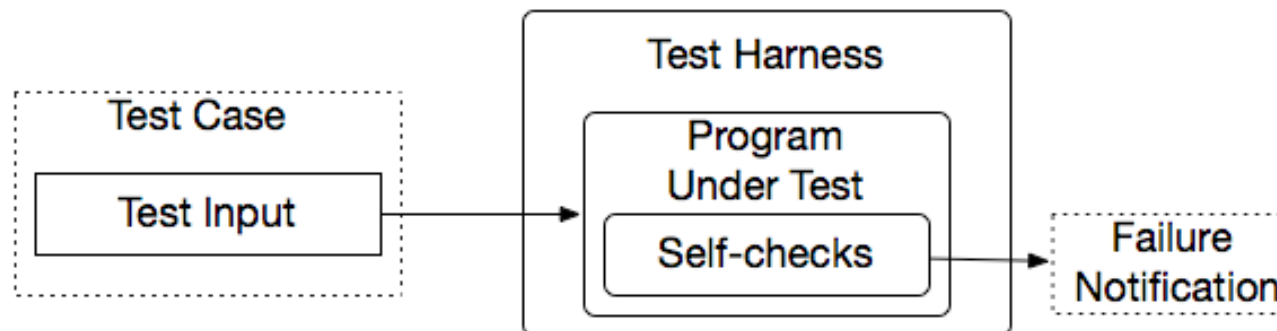 Test Harness
Test Case
Program
Under Test
Test Input
Self-checks
Failure
Notification